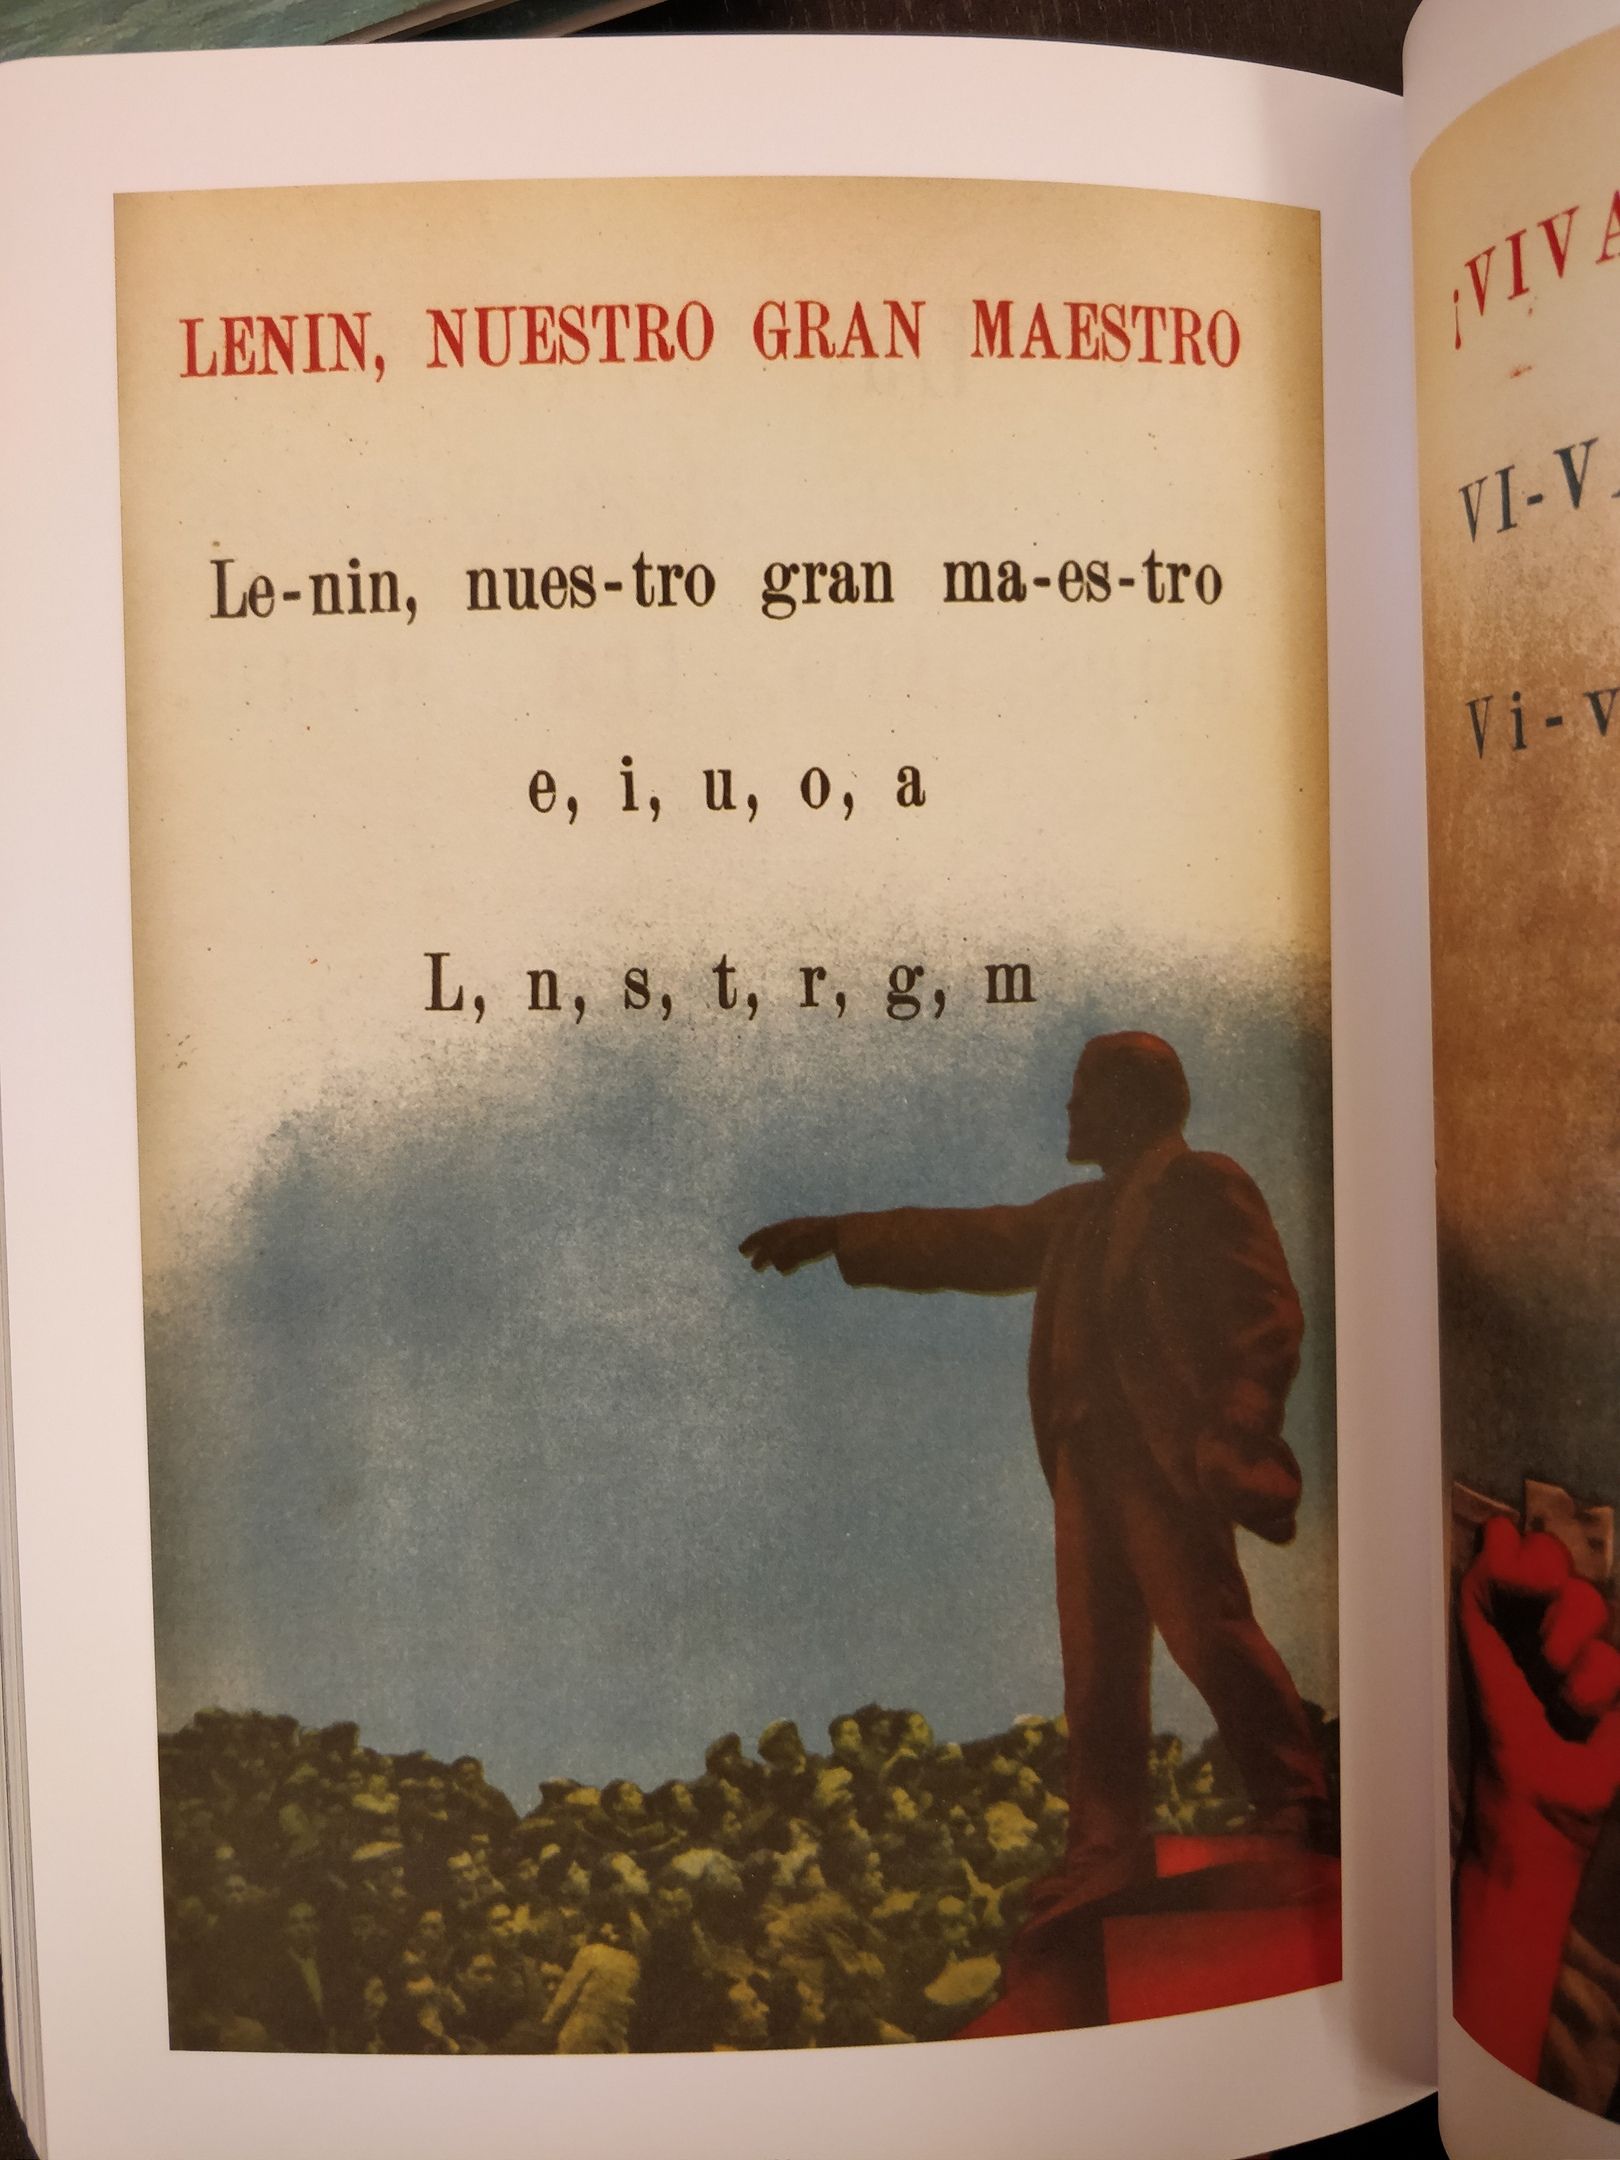 LENIN, NUESTRO GRAN MAESTRO
Le-nin, nues-tro gran ma-es-tro
e, i, u, o, a
L, n, s, t, r, g, m
¡VIVA
VI-V
Vi-v